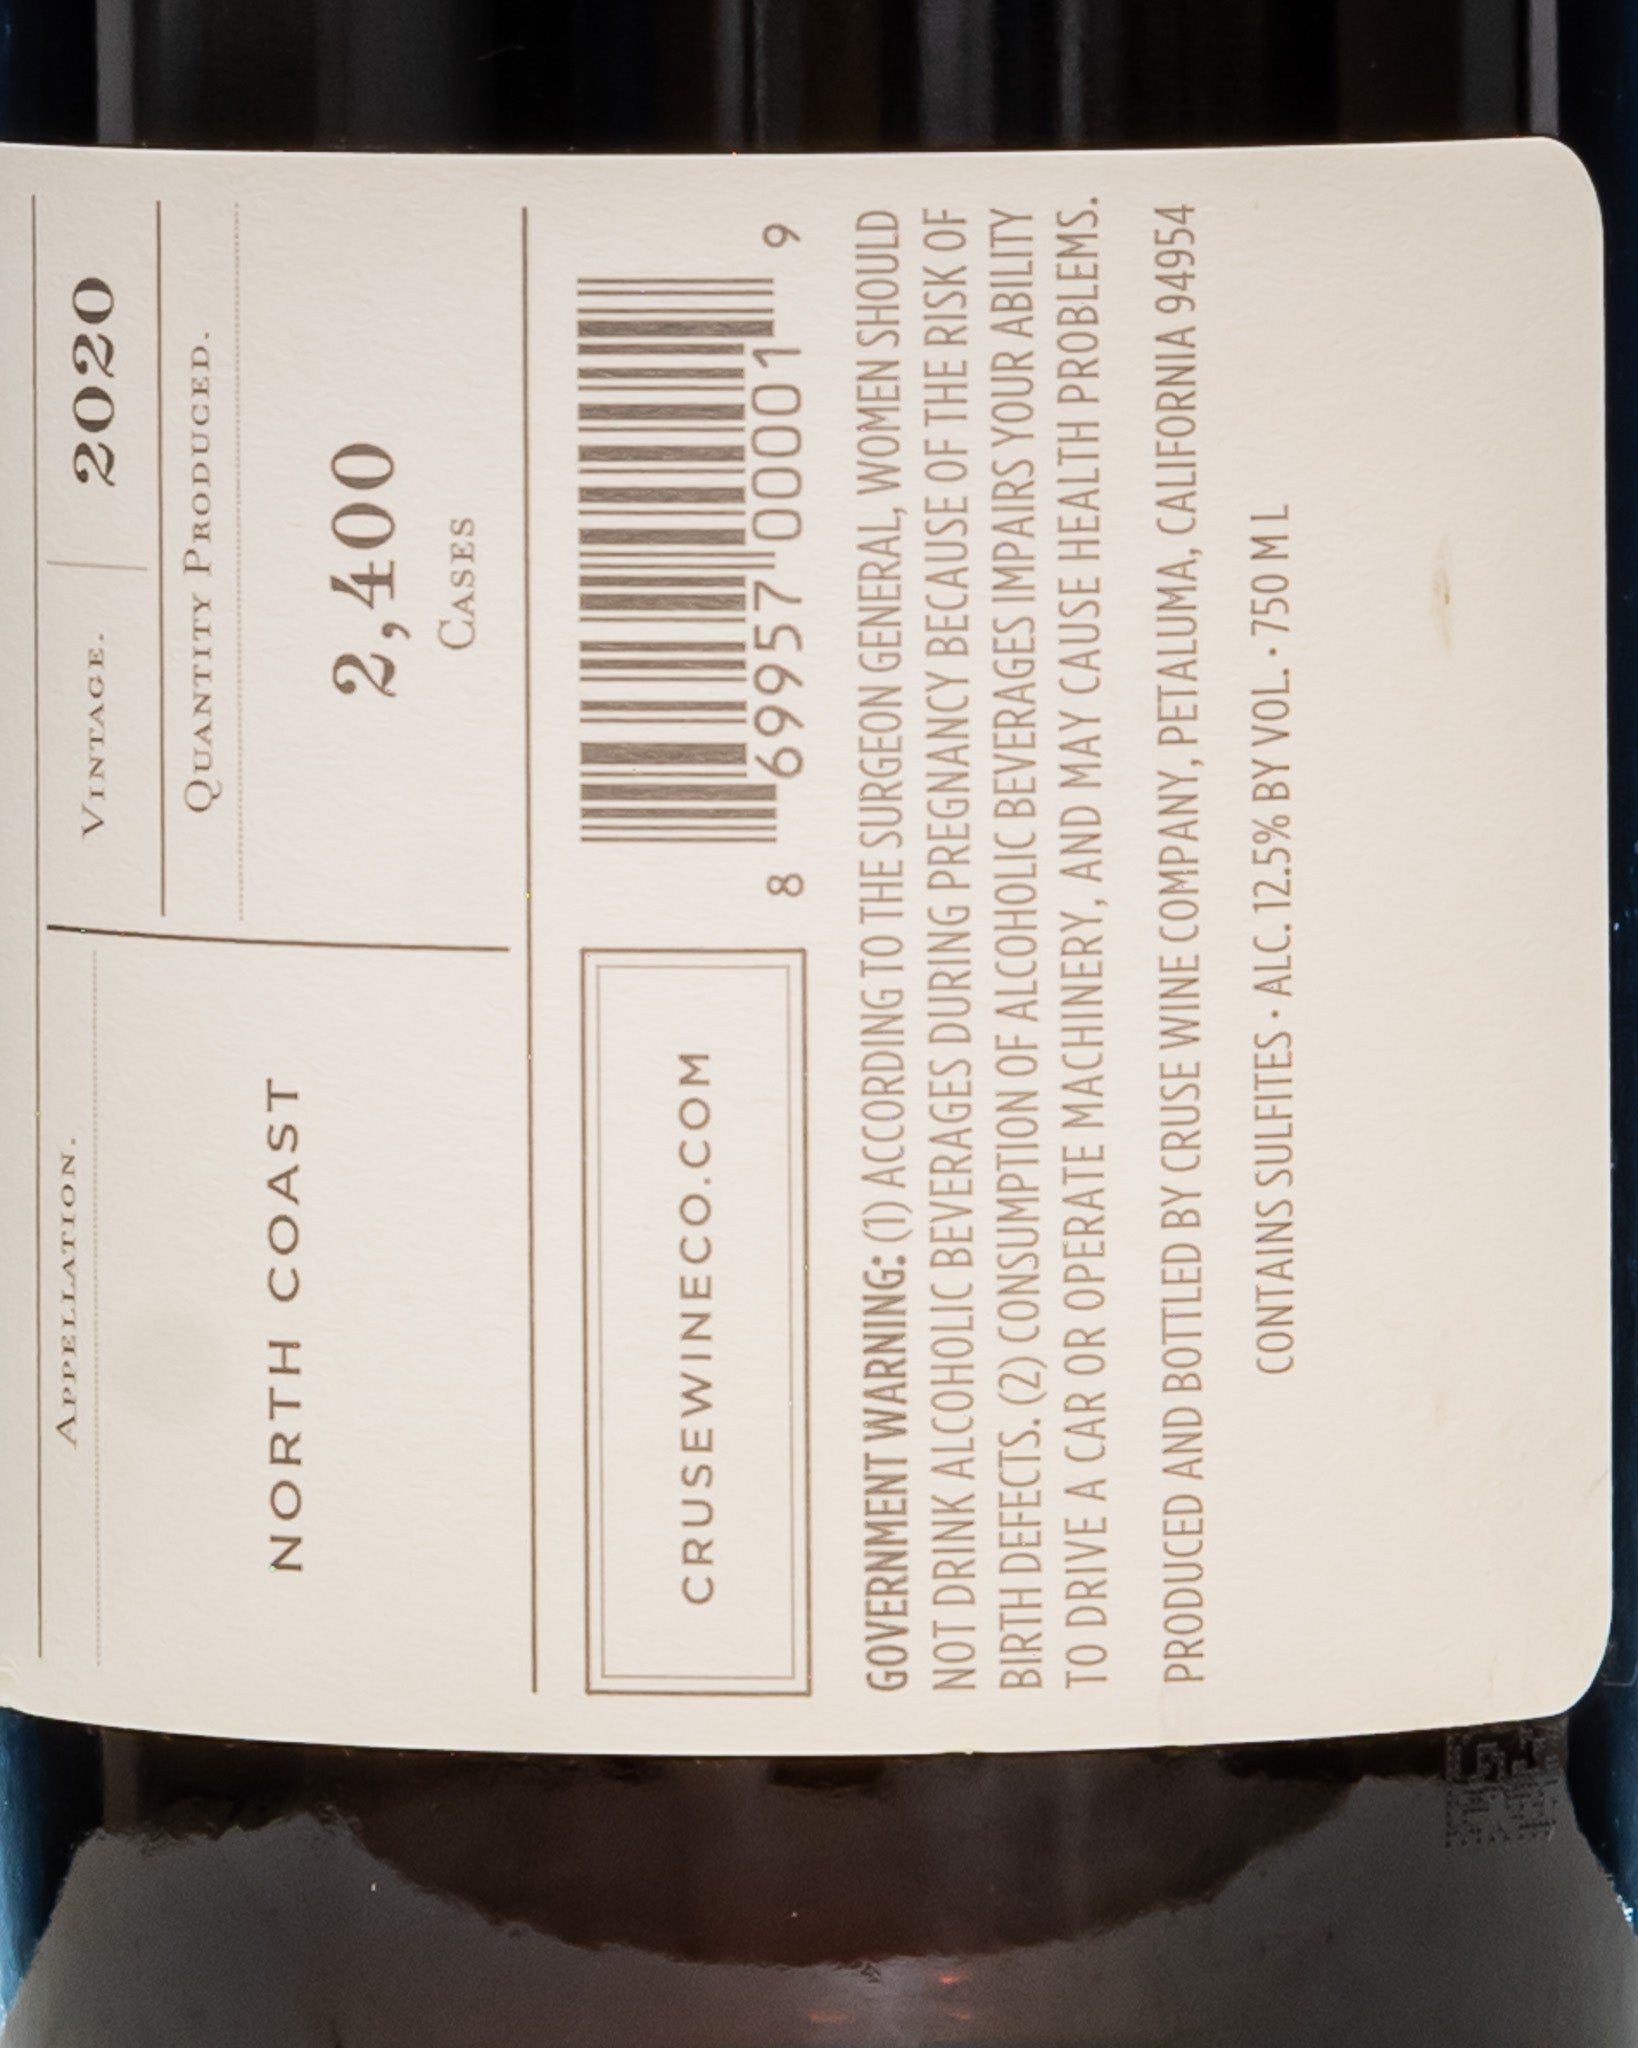 APPELLATION.
NORTH COAST
VINTAGE. 2020
QUANTITY PRODUCED.
2,400
CASES
CRUSEWINECO.COM
8 69957 00001 9
GOVERNMENT WARNING: (1) ACCORDING TO THE SURGEON GENERAL, WOMEN SHOULD
NOT DRINK ALCOHOLIC BEVERAGES DURING PREGNANCY BECAUSE OF THE RISK OF
BIRTH DEFECTS. (2) CONSUMPTION OF ALCOHOLIC BEVERAGES IMPAIRS YOUR ABILITY
TO DRIVE A CAR OR OPERATE MACHINERY, AND MAY CAUSE HEALTH PROBLEMS.
PRODUCED AND BOTTLED BY CRUSE WINE COMPANY, PETALUMA, CALIFORNIA 94954
CONTAINS SULFITES · ALC. 12.5% BY VOL. · 750 ML